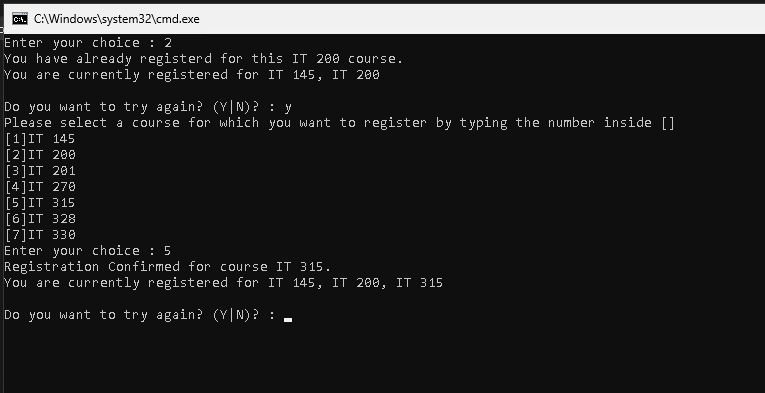 C:\Windows\system32\cmd.exe
Enter your choice : 2
You have already registerd for this IT 200 course.
You are currently registered for IT 145, IT 200
Do you want to try again? (Y|N)? : y
Please select a course for which you want to register by typing the number inside []
[1]IT 145
[2]IT 200
[3]IT 201
[4]IT 270
[5]IT 315
[6]IT 328
[7]IT 330
Enter your choice : 5
Registration Confirmed for course IT 315.
You are currently registered for IT 145, IT 200, IT 315
Do you want to try again? (Y|N)? :